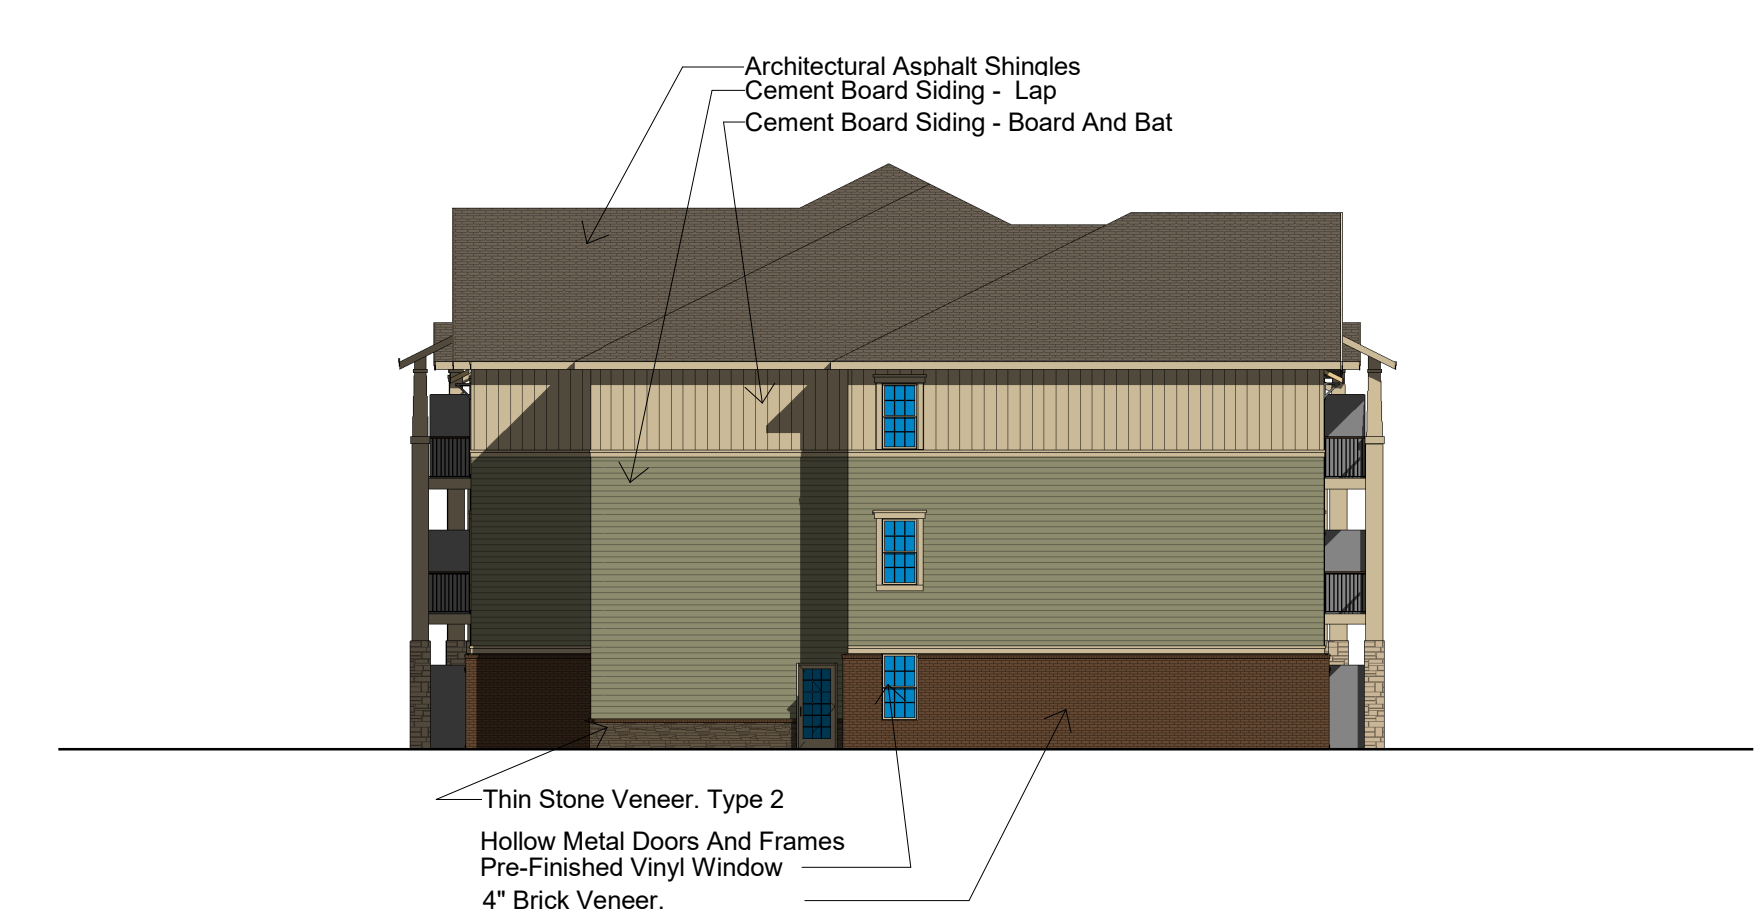 Architectural Asphalt Shingles
Cement Board Siding -  Lap
Cement Board Siding - Board And Bat
Thin Stone Veneer. Type 2
Hollow Metal Doors And Frames
Pre-Finished Vinyl Window
4" Brick Veneer.